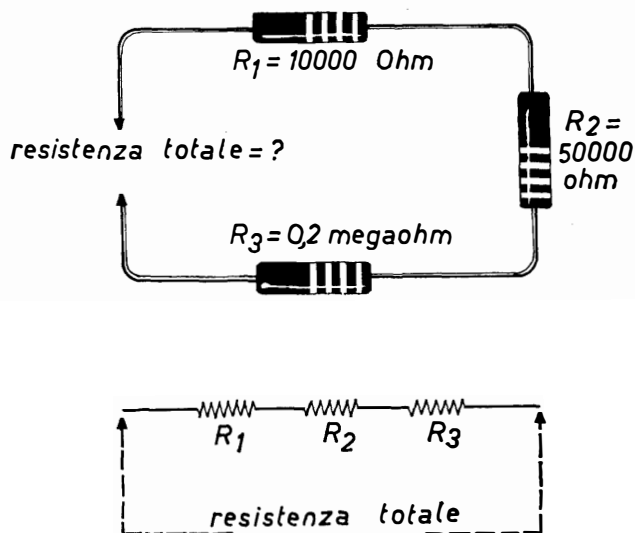 R1 = 10000 Ohm
resistenza totale = ?
R2 =
50000
ohm
R3 = 0,2 megaohm
R1 R2 R3
resistenza totale